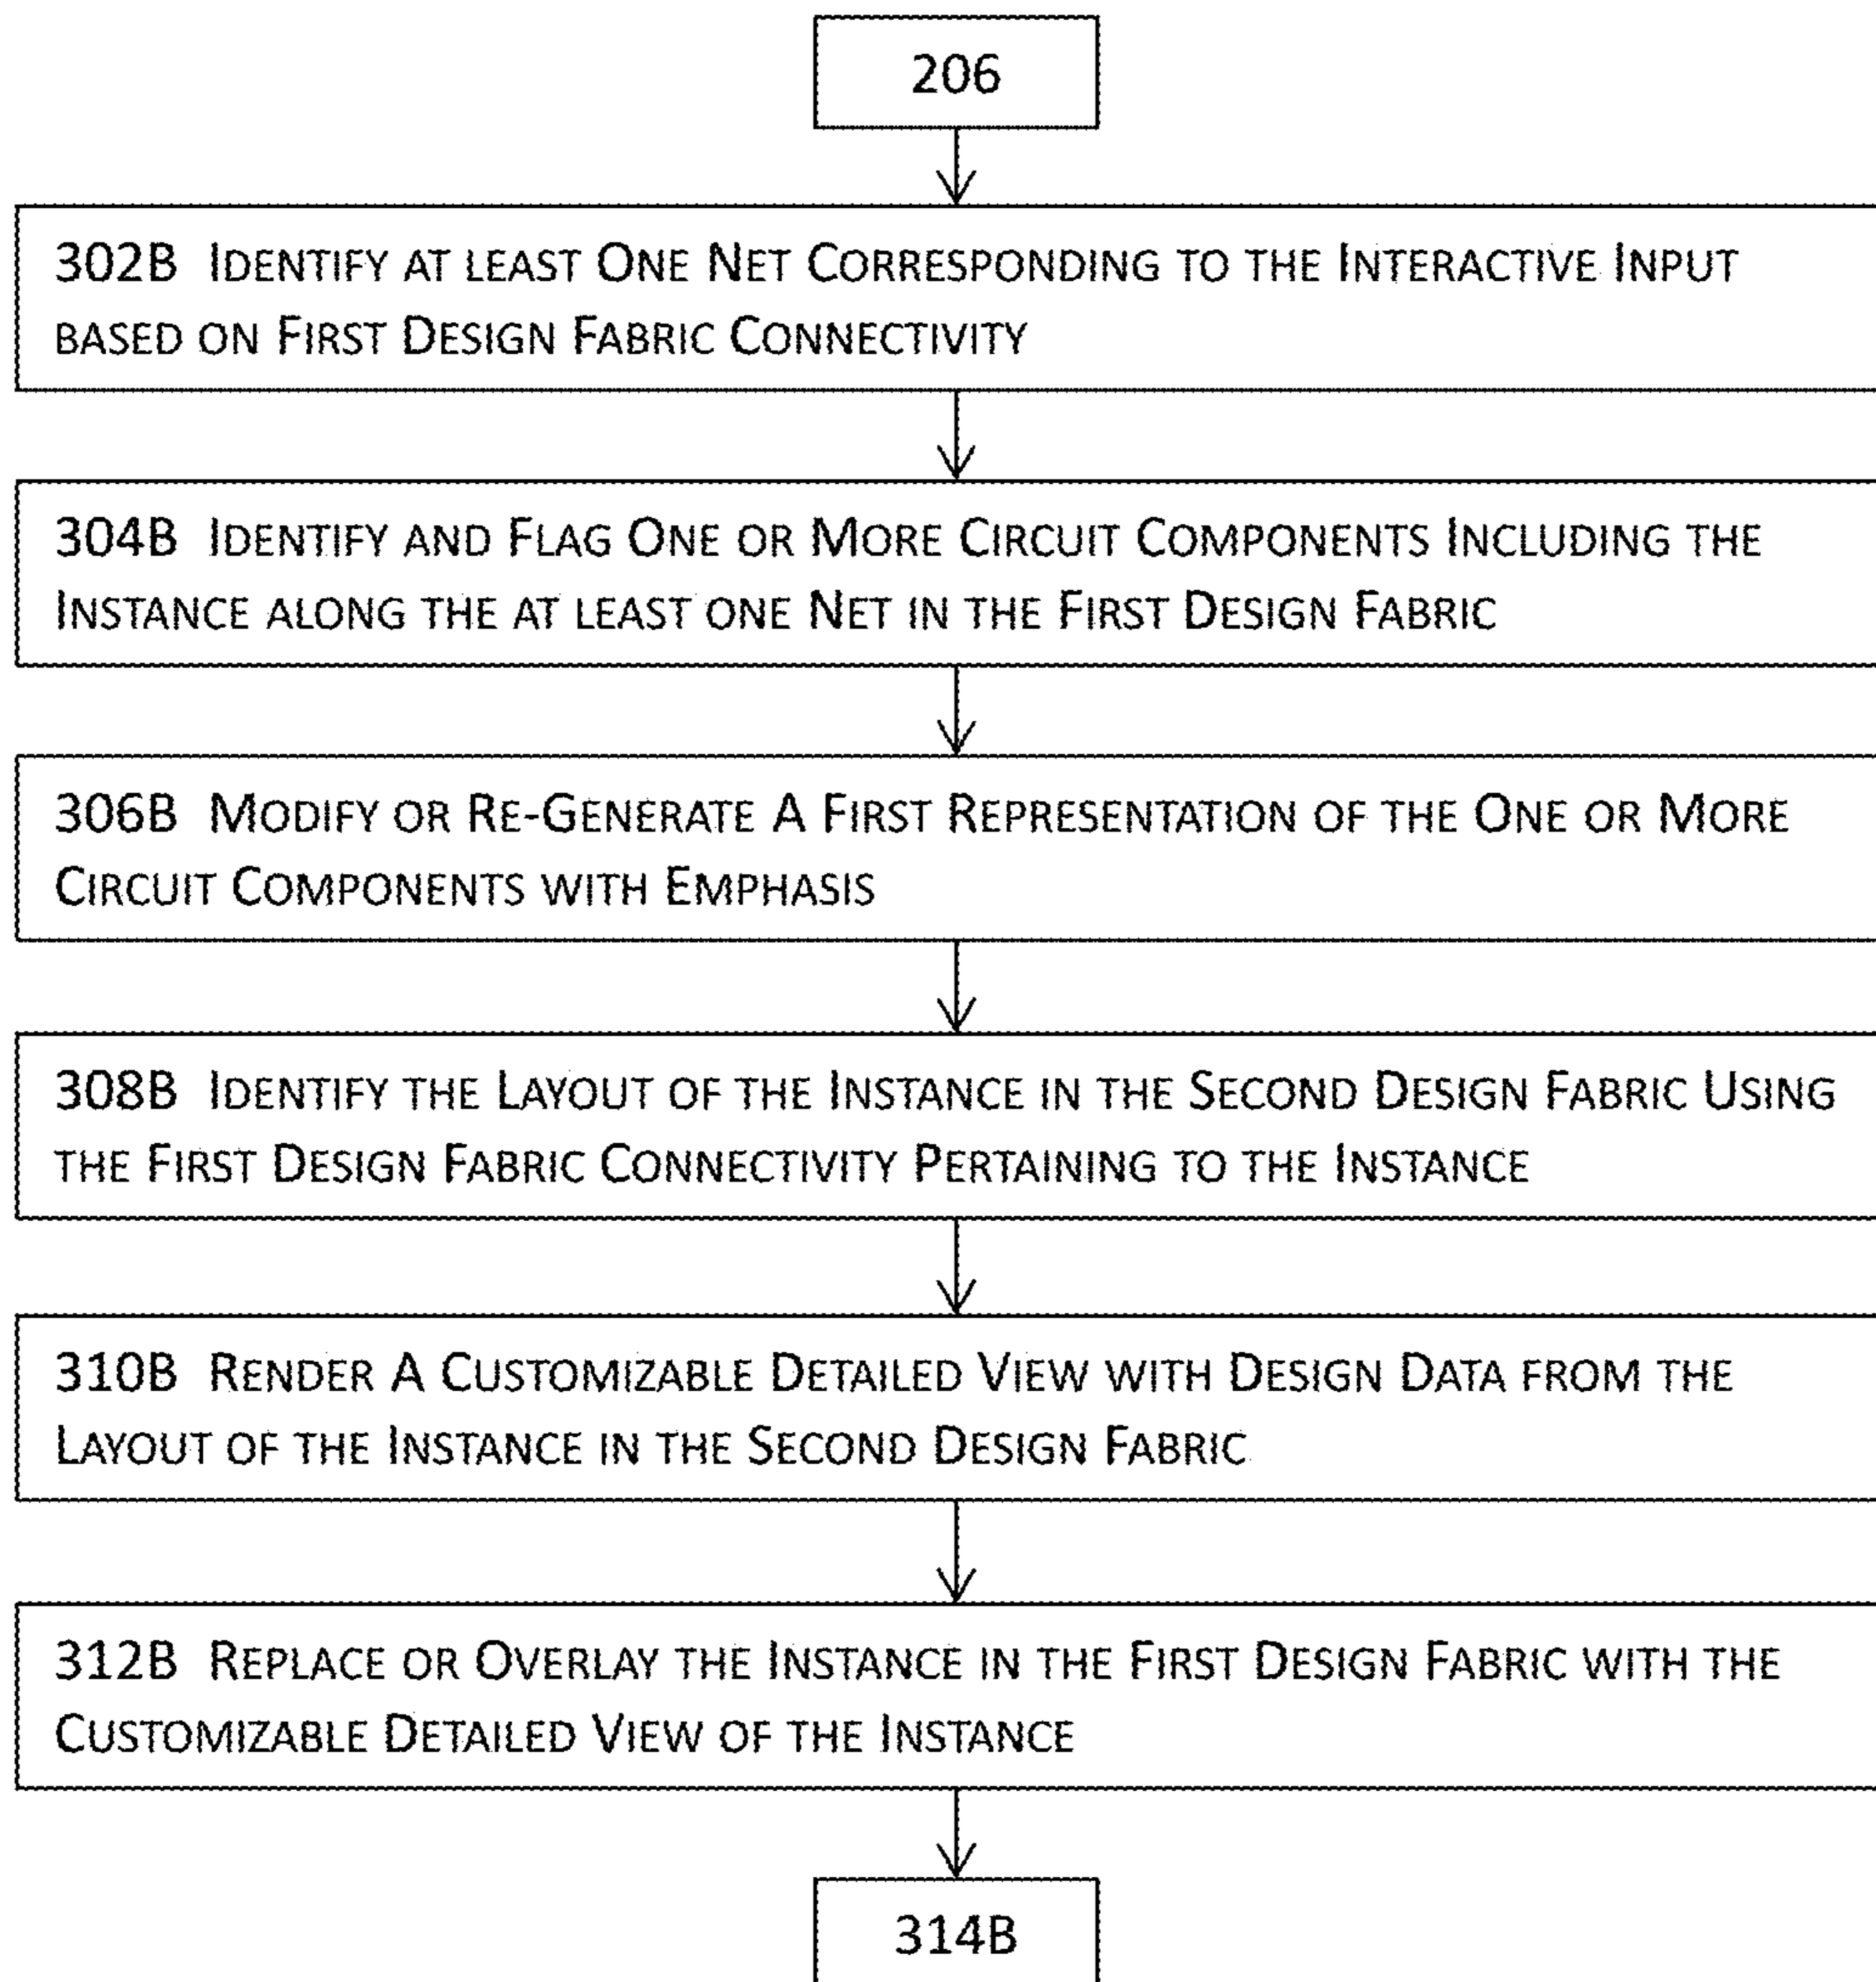 206
302B Identify at least One Net Corresponding to the Interactive Input
based on First Design Fabric Connectivity
304B Identify and Flag One or More Circuit Components Including the
Instance along the at least one Net in the First Design Fabric
306B Modify or Re-Generate A First Representation of the One or More
Circuit Components with Emphasis
308B Identify the Layout of the Instance in the Second Design Fabric Using
the First Design Fabric Connectivity Pertaining to the Instance
310B Render A Customizable Detailed View with Design Data from the
Layout of the Instance in the Second Design Fabric
312B Replace or Overlay the Instance in the First Design Fabric with the
Customizable Detailed View of the Instance
314B